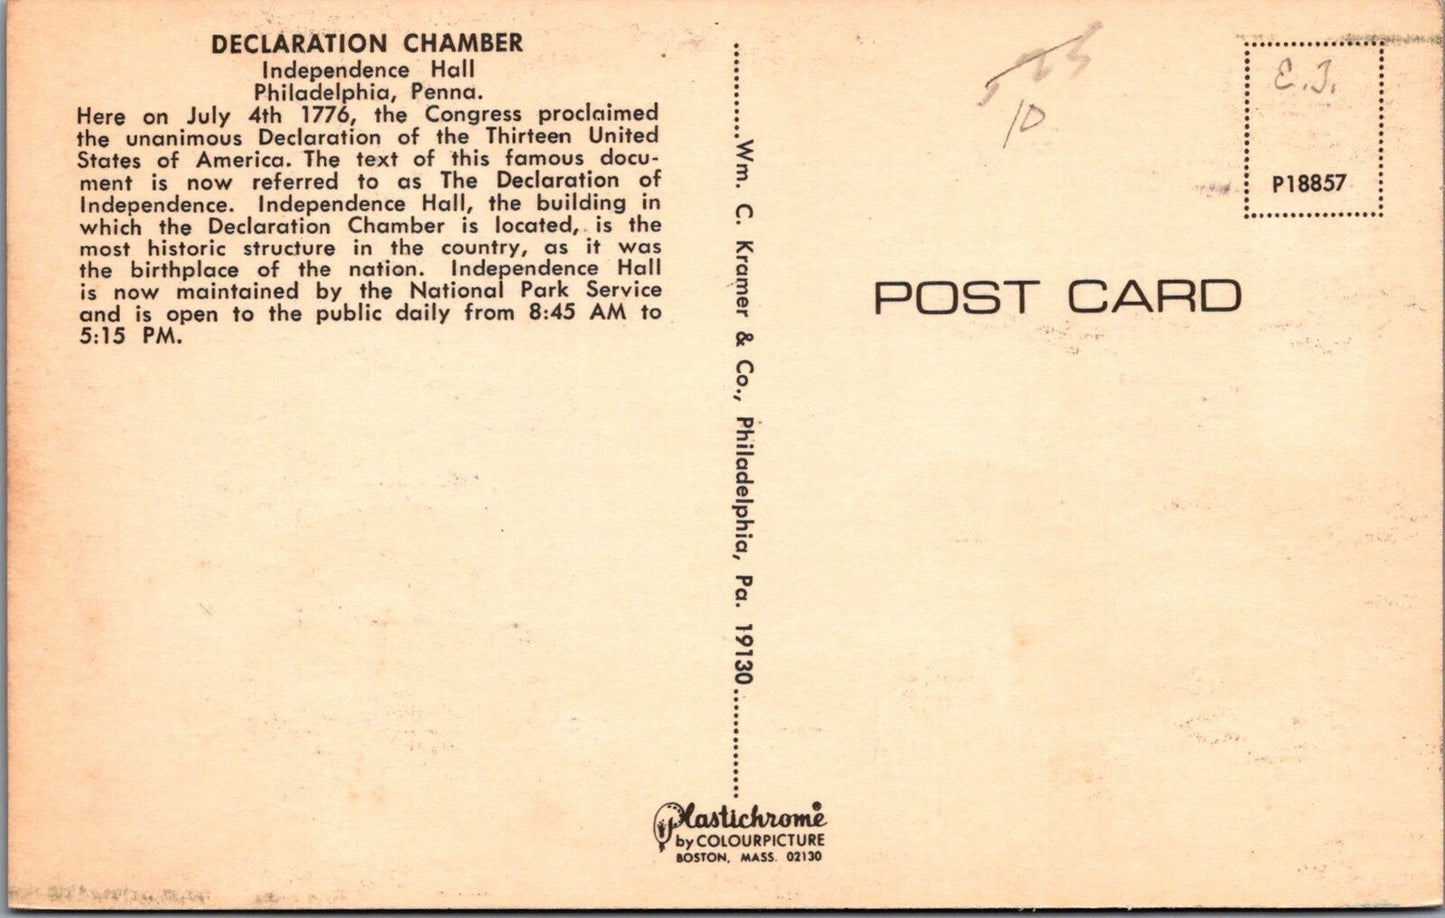 DECLARATION CHAMBER
Independence Hall
Philadelphia, Penna.
Here on July 4th 1776, the Congress proclaimed
the unanimous Declaration of the Thirteen United
States of America. The text of this famous docu-
ment is now referred to as The Declaration of
Independence. Independence Hall, the building in
which the Declaration Chamber is located, is the
most historic structure in the country, as it was
the birthplace of the nation. Independence Hall
is now maintained by the National Park Service
and is open to the public daily from 8:45 AM to
5:15 PM.
Wm. C. Kramer & Co., Philadelphia, Pa. 19130
Plastichrome®
by COLOURPICTURE
BOSTON, MASS. 02130
10
P18857
POST CARD